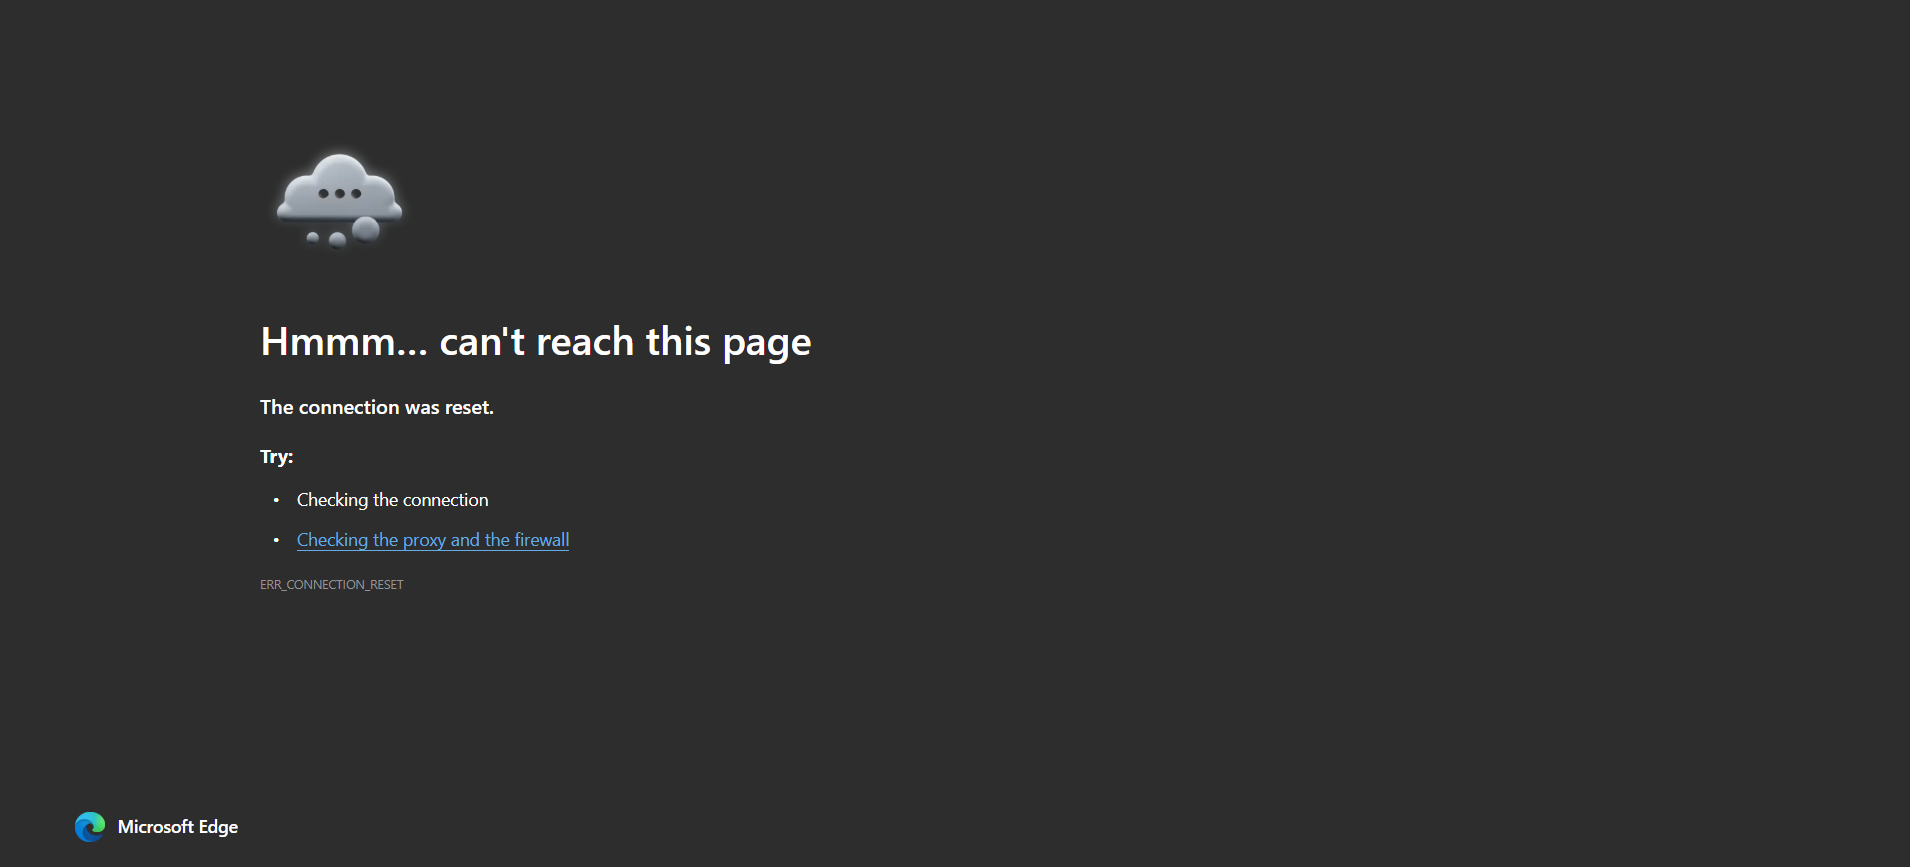 Hmmm... can't reach this page
The connection was reset.
Try:
• Checking the connection
• Checking the proxy and the firewall
ERR_CONNECTION_RESET
Microsoft Edge